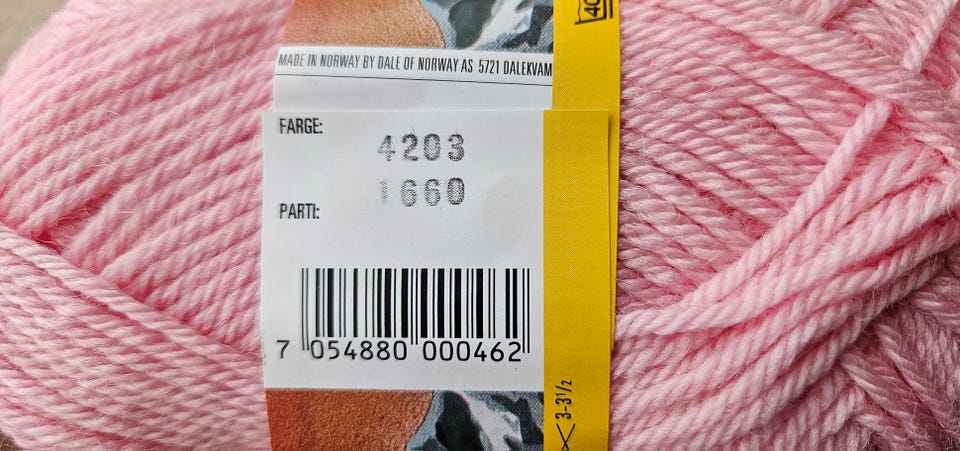 40
MADE IN NORWAY BY DALE OF NORWAY AS 5721 DALEKVAM
FARGE:
4203
1660
PARTI:
7 054880 000462
3-3½